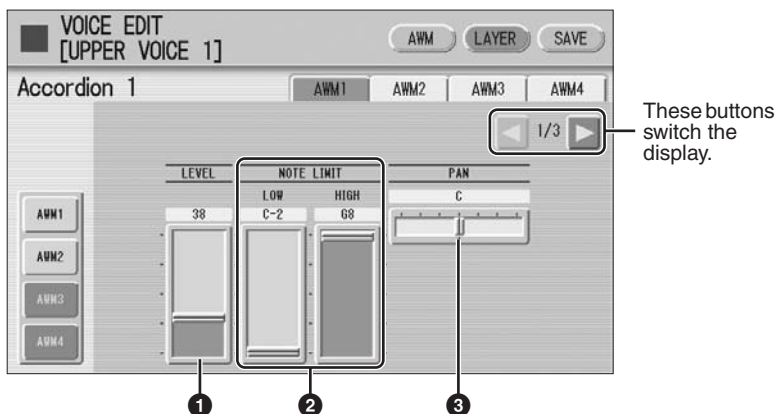 VOICE EDIT
[UPPER VOICE 1]
AWM LAYER SAVE
Accordion 1
AWM1 AWM2 AWM3 AWM4
1/3
These buttons
switch the
display.
LEVEL NOTE LIMIT PAN
LOW HIGH C
38 C-2 G8
AWM1
AWM2
AWM3
AWM4
1 2 3